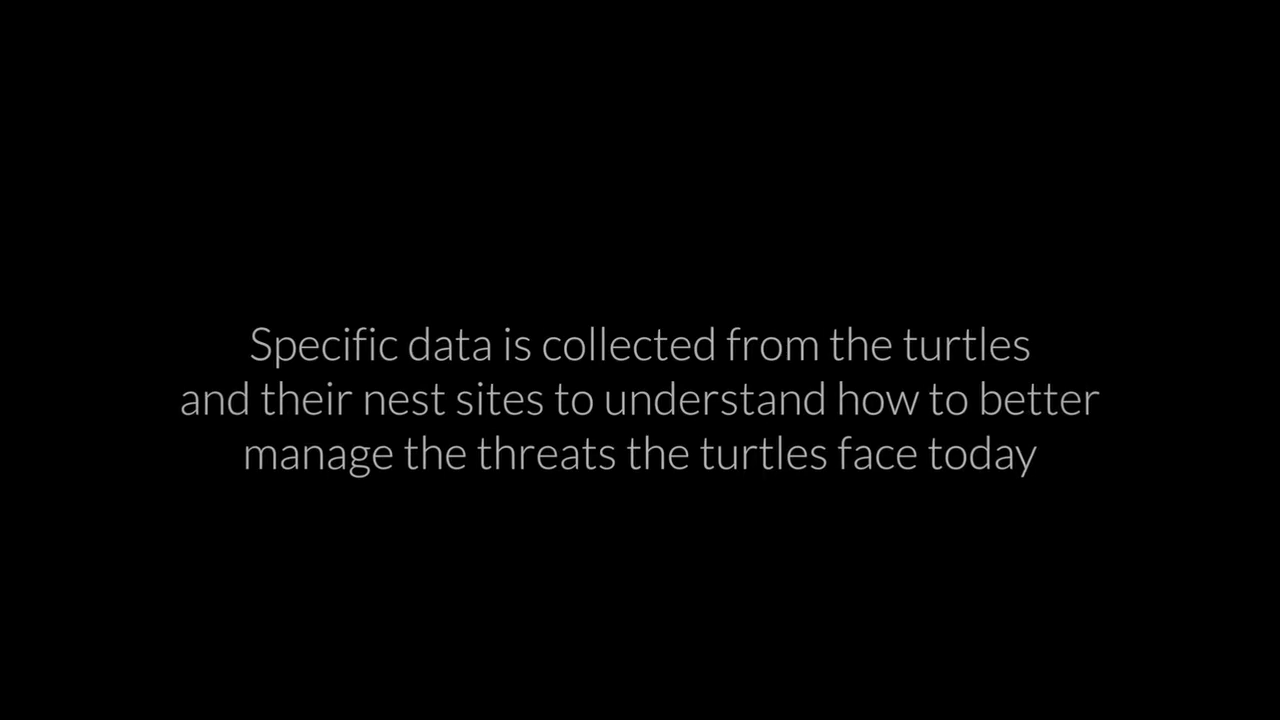 Specific data is collected from the turtles
and their nest sites to understand how to better
manage the threats the turtles face today